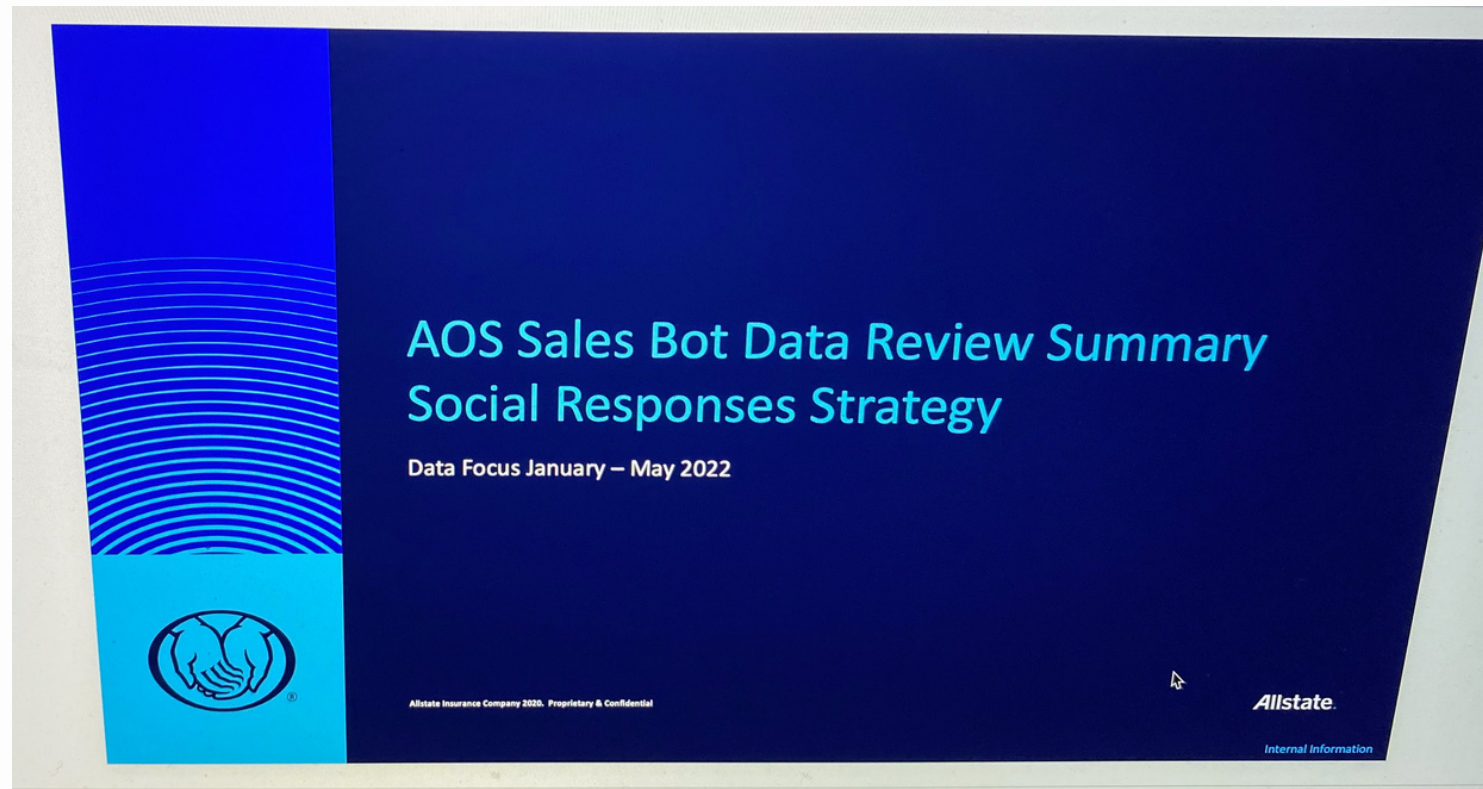 AOS Sales Bot Data Review Summary
Social Responses Strategy
Data Focus January – May 2022
®
Allstate Insurance Company 2020. Proprietary & Confidential
Allstate.
Internal Information